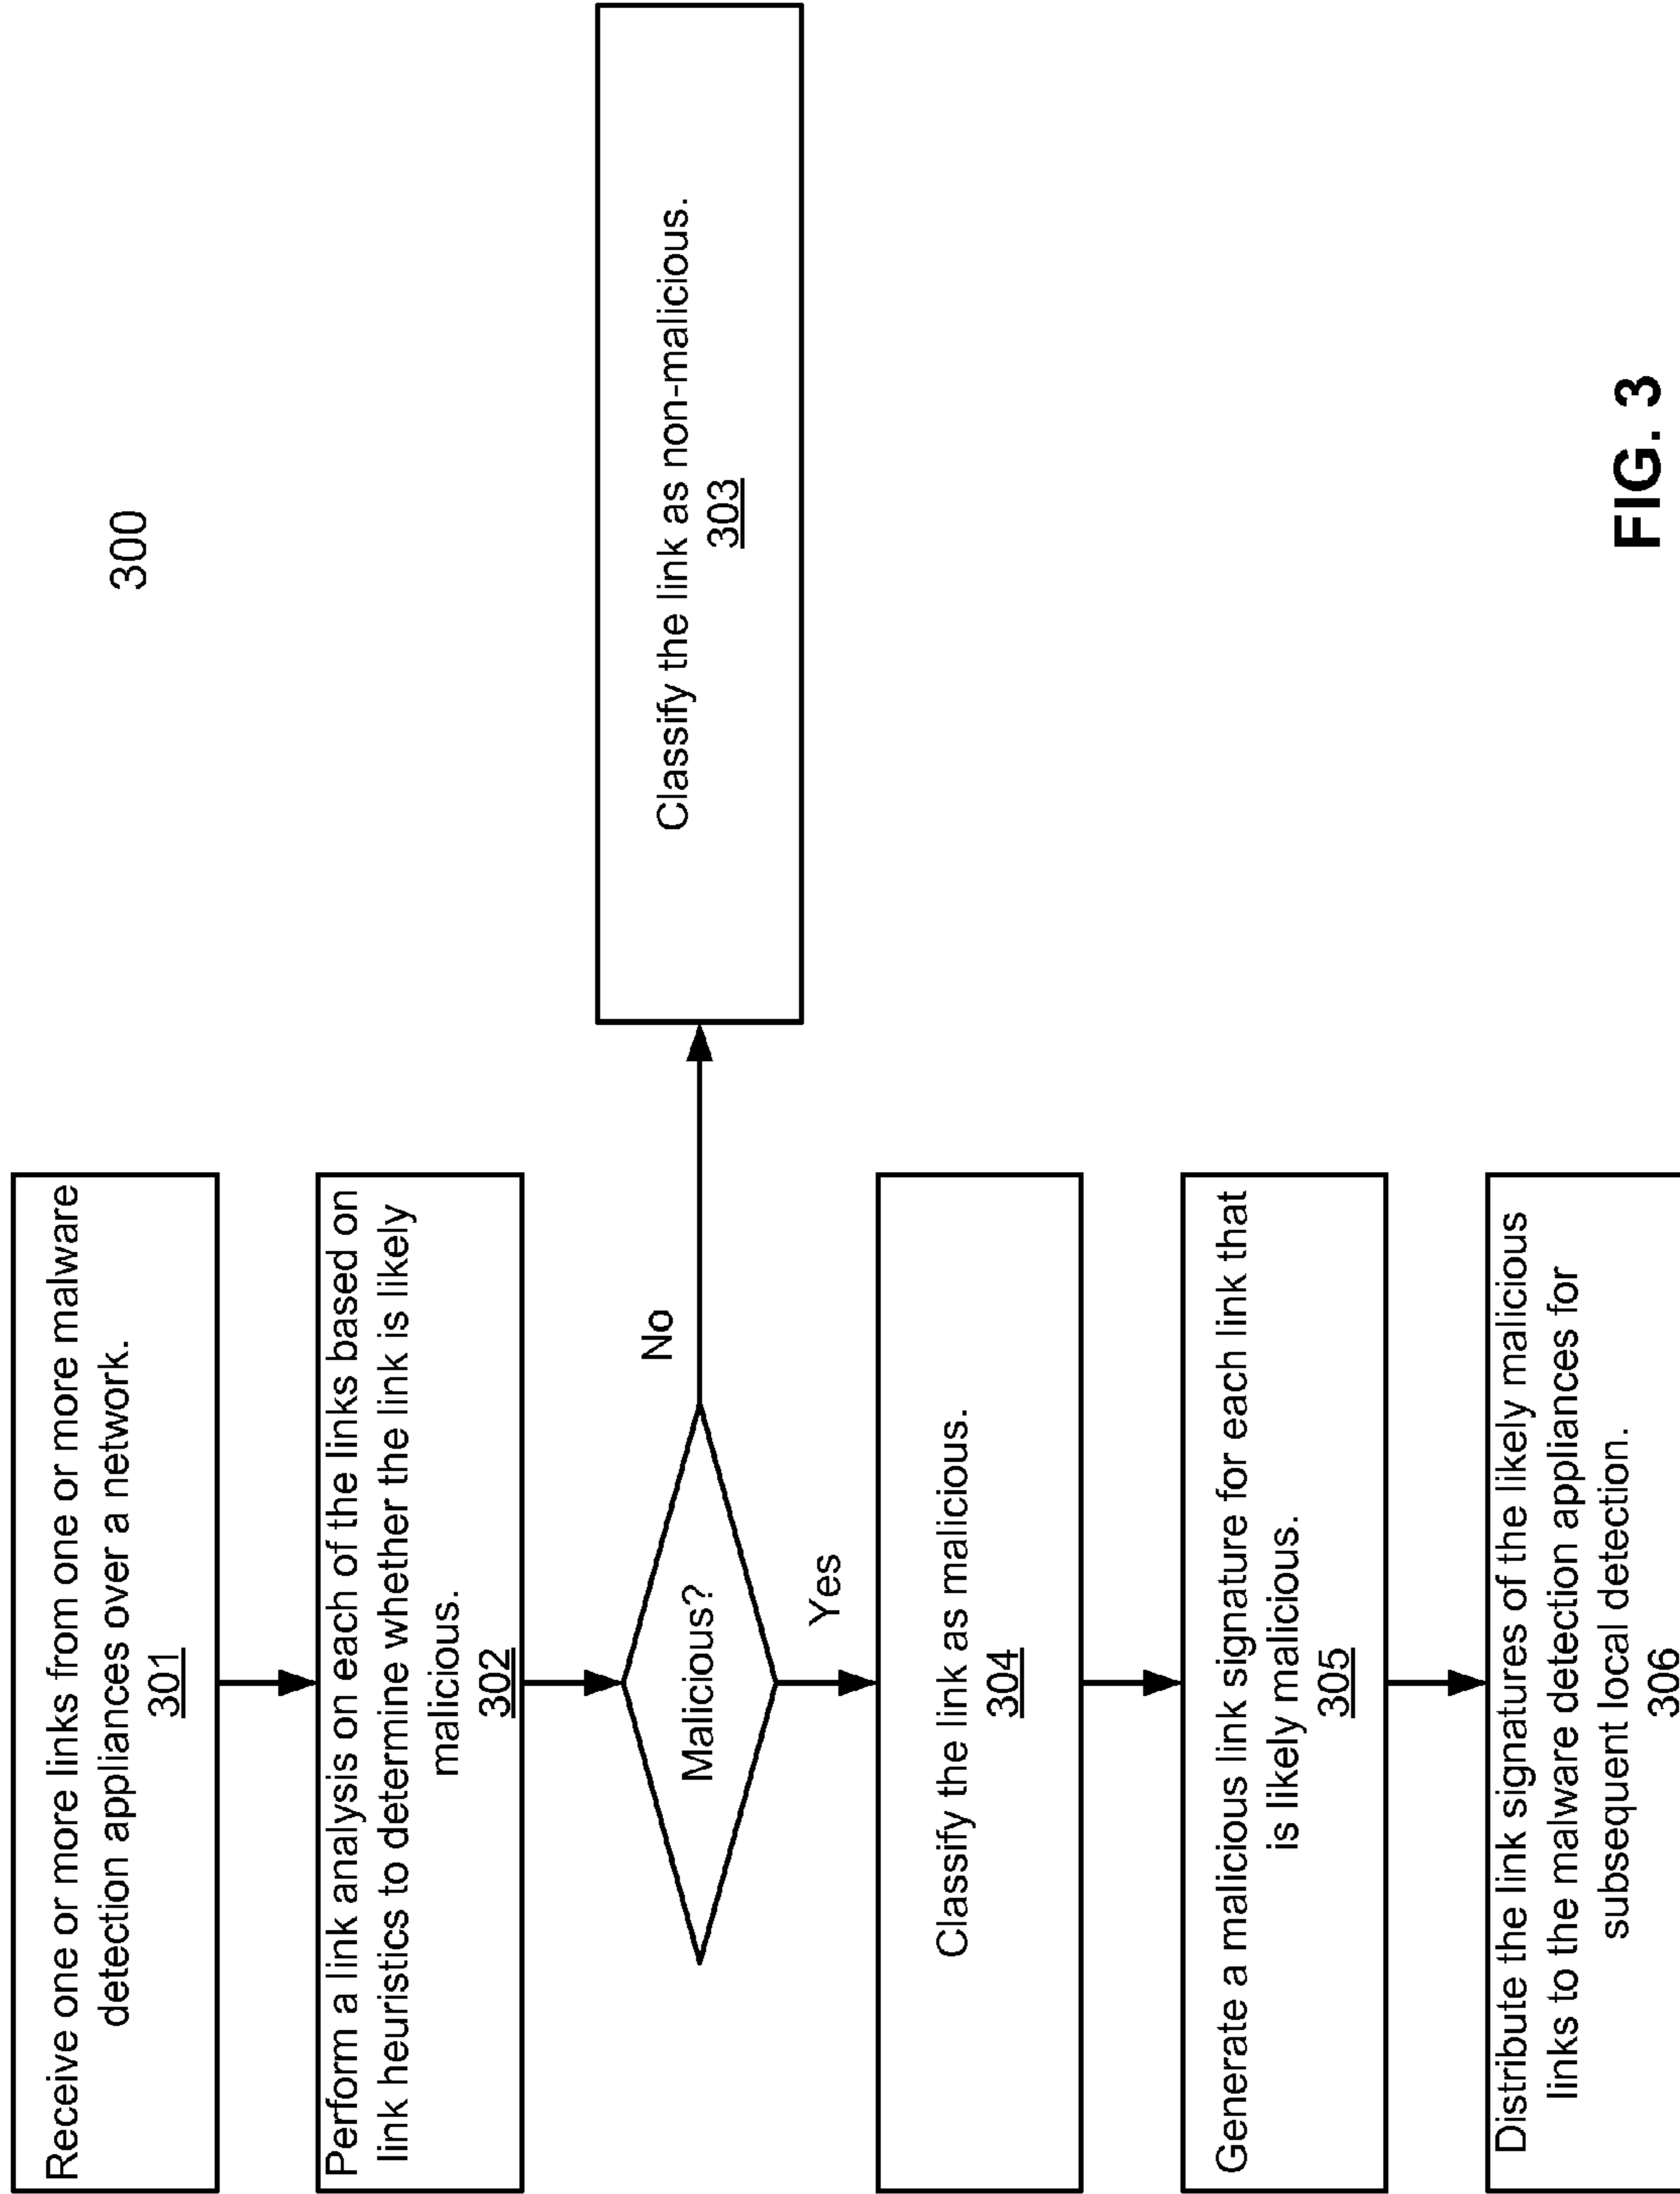 300
Receive one or more links from one or more malware
detection appliances over a network.
301
Perform a link analysis on each of the links based on
link heuristics to determine whether the link is likely
malicious.
302
Malicious?
No
Classify the link as non-malicious.
303
Yes
Classify the link as malicious.
304
Generate a malicious link signature for each link that
is likely malicious.
305
Distribute the link signatures of the likely malicious
links to the malware detection appliances for
subsequent local detection.
306
FIG. 3